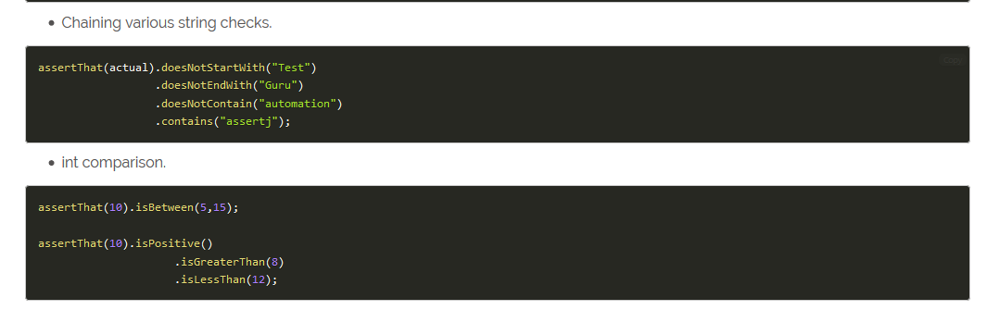 Chaining various string checks.
Copy
assertThat(actual).doesNotStartWith("Test")
.doesNotEndWith("Guru")
.doesNotContain("automation")
.contains("assertj");
int comparison.
assertThat(10).isBetween(5,15);
assertThat(10).isPositive()
.isGreaterThan(8)
.isLessThan(12);